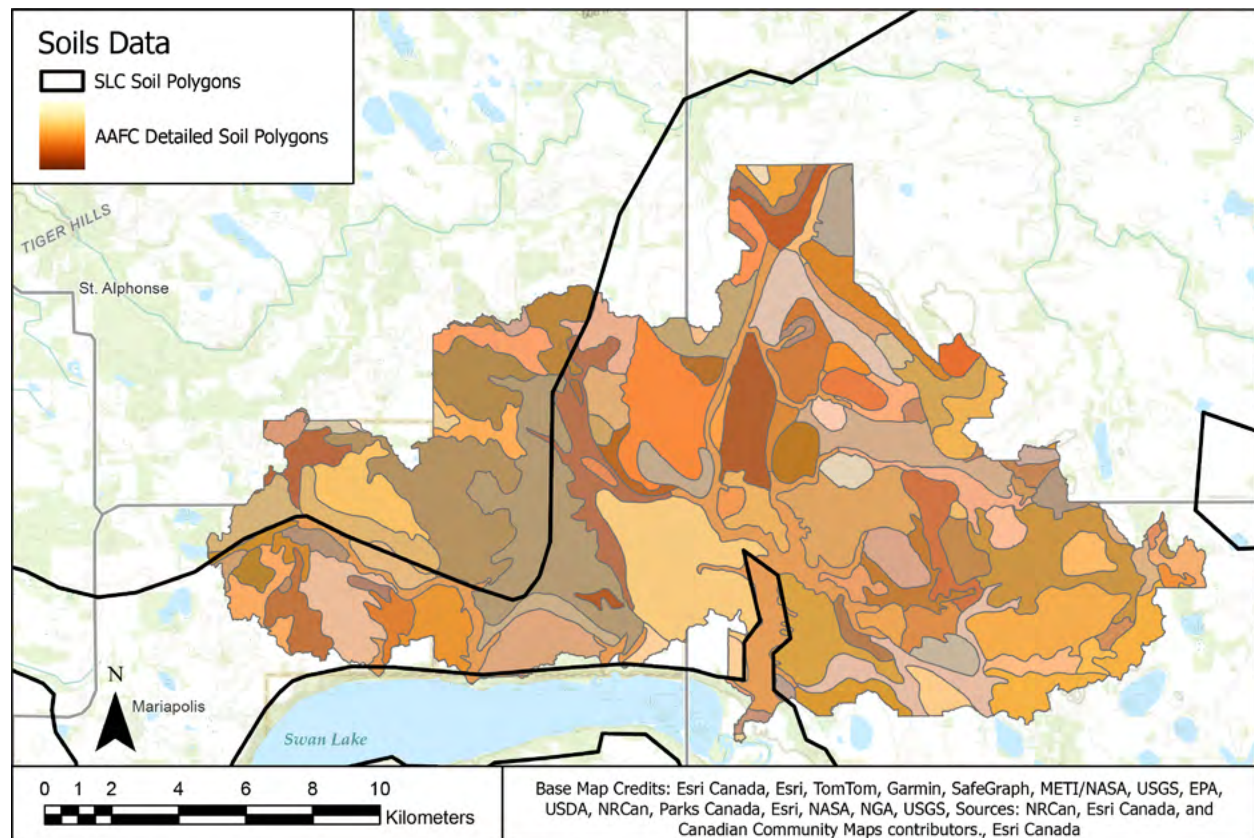 Soils Data
SLC Soil Polygons
AAFC Detailed Soil Polygons
TIGER HILLS
St. Alphonse
N
Mariapolis
Swan Lake
0 2 4 6 8 10
Kilometers
Base Map Credits: Esri Canada, Esri, TomTom, Garmin, SafeGraph, METI/NASA, USGS, EPA,
USDA, NRCan, Parks Canada, Esri, NASA, NGA, USGS, Sources: NRCan, Esri Canada, and
Canadian Community Maps contributors., Esri Canada